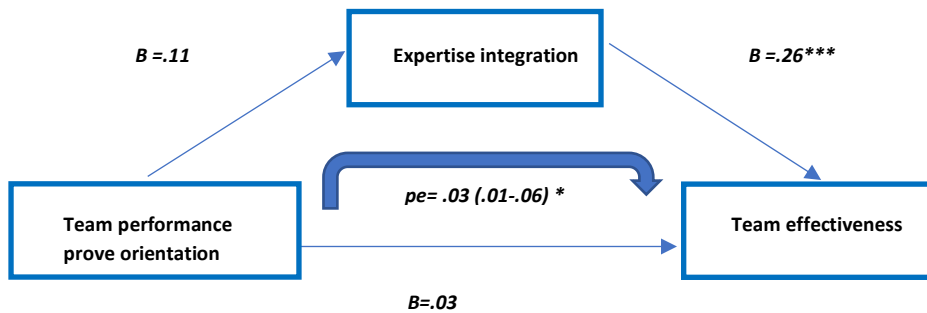 B =.11
Expertise integration
B =.26***
Team performance
prove orientation
pe= .03 (.01-.06) *
Team effectiveness
B=.03